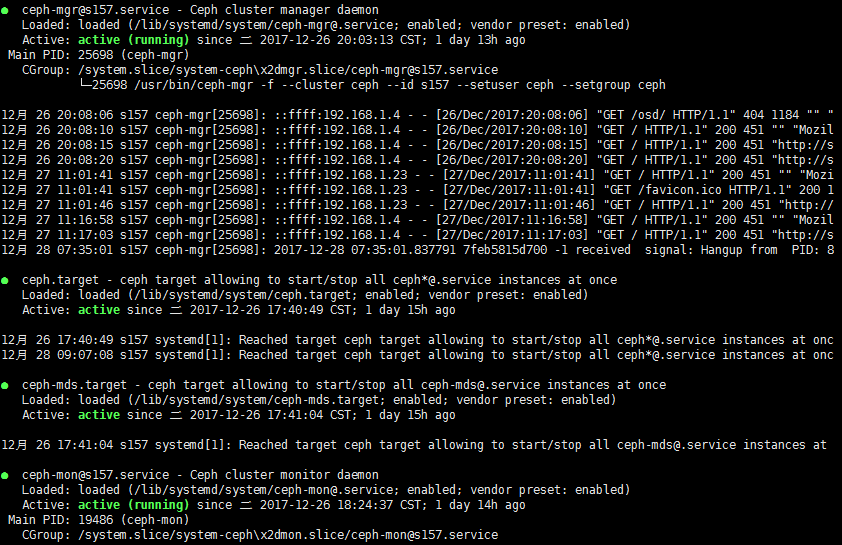 ● ceph-mgr@s157.service - Ceph cluster manager daemon
Loaded: loaded (/lib/systemd/system/ceph-mgr@.service; enabled; vendor preset: enabled)
Active: active (running) since 二 2017-12-26 20:03:13 CST; 1 day 13h ago
Main PID: 25698 (ceph-mgr)
CGroup: /system.slice/system-ceph\x2dmgr.slice/ceph-mgr@s157.service
└─25698 /usr/bin/ceph-mgr -f --cluster ceph --id s157 --setuser ceph --setgroup ceph
12月 26 20:08:06 s157 ceph-mgr[25698]: ::ffff:192.168.1.4 - - [26/Dec/2017:20:08:06] "GET /osd/ HTTP/1.1" 404 1184 "" "
12月 26 20:08:10 s157 ceph-mgr[25698]: ::ffff:192.168.1.4 - - [26/Dec/2017:20:08:10] "GET / HTTP/1.1" 200 451 "" "Mozil
12月 26 20:08:15 s157 ceph-mgr[25698]: ::ffff:192.168.1.4 - - [26/Dec/2017:20:08:15] "GET / HTTP/1.1" 200 451 "http://s
12月 26 20:08:20 s157 ceph-mgr[25698]: ::ffff:192.168.1.4 - - [26/Dec/2017:20:08:20] "GET / HTTP/1.1" 200 451 "http://s
12月 27 11:01:41 s157 ceph-mgr[25698]: ::ffff:192.168.1.23 - - [27/Dec/2017:11:01:41] "GET / HTTP/1.1" 200 451 "" "Mozi
12月 27 11:01:41 s157 ceph-mgr[25698]: ::ffff:192.168.1.23 - - [27/Dec/2017:11:01:41] "GET /favicon.ico HTTP/1.1" 200 1
12月 27 11:01:46 s157 ceph-mgr[25698]: ::ffff:192.168.1.23 - - [27/Dec/2017:11:01:46] "GET / HTTP/1.1" 200 451 "http://
12月 27 11:16:58 s157 ceph-mgr[25698]: ::ffff:192.168.1.4 - - [27/Dec/2017:11:16:58] "GET / HTTP/1.1" 200 451 "" "Mozil
12月 27 11:17:03 s157 ceph-mgr[25698]: ::ffff:192.168.1.4 - - [27/Dec/2017:11:17:03] "GET / HTTP/1.1" 200 451 "http://s
12月 28 07:35:01 s157 ceph-mgr[25698]: 2017-12-28 07:35:01.837791 7feb5815d700 -1 received  signal: Hangup from  PID: 8
● ceph.target - ceph target allowing to start/stop all ceph*@.service instances at once
Loaded: loaded (/lib/systemd/system/ceph.target; enabled; vendor preset: enabled)
Active: active since 二 2017-12-26 17:40:49 CST; 1 day 15h ago
12月 26 17:40:49 s157 systemd[1]: Reached target ceph target allowing to start/stop all ceph*@.service instances at onc
12月 28 09:07:08 s157 systemd[1]: Reached target ceph target allowing to start/stop all ceph*@.service instances at onc
● ceph-mds.target - ceph target allowing to start/stop all ceph-mds@.service instances at once
Loaded: loaded (/lib/systemd/system/ceph-mds.target; enabled; vendor preset: enabled)
Active: active since 二 2017-12-26 17:41:04 CST; 1 day 15h ago
12月 26 17:41:04 s157 systemd[1]: Reached target ceph target allowing to start/stop all ceph-mds@.service instances at
● ceph-mon@s157.service - Ceph cluster monitor daemon
Loaded: loaded (/lib/systemd/system/ceph-mon@.service; enabled; vendor preset: enabled)
Active: active (running) since 二 2017-12-26 18:24:37 CST; 1 day 14h ago
Main PID: 19486 (ceph-mon)
CGroup: /system.slice/system-ceph\x2dmon.slice/ceph-mon@s157.service